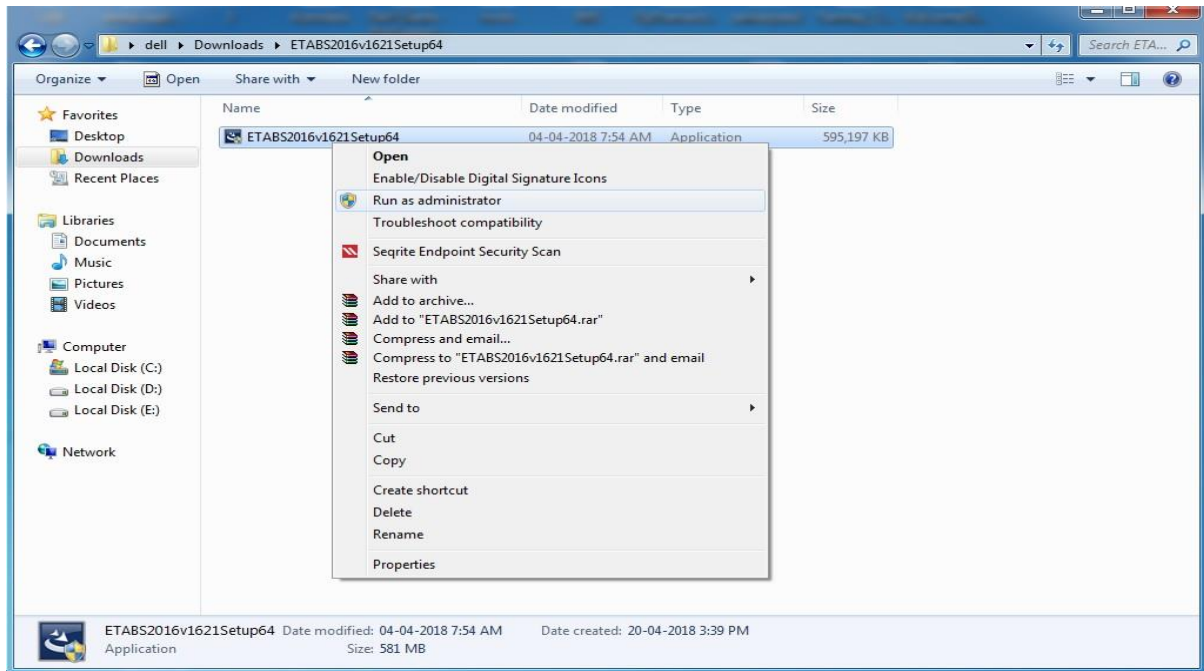 dell ▸ Downloads ▸ ETABS2016v1621Setup64
Search ETA...
Organize Open Share with New folder
Name Date modified Type Size
Favorites
Desktop
Downloads
Recent Places
Libraries
Documents
Music
Pictures
Videos
Computer
Local Disk (C:)
Local Disk (D:)
Local Disk (E:)
Network
ETABS2016v1621Setup64 04-04-2018 7:54 AM Application 595,197 KB
Open
Enable/Disable Digital Signature Icons
Run as administrator
Troubleshoot compatibility
Seqrite Endpoint Security Scan
Share with
Add to archive...
Add to "ETABS2016v1621Setup64.rar"
Compress and email...
Compress to "ETABS2016v1621Setup64.rar" and email
Restore previous versions
Send to
Cut
Copy
Create shortcut
Delete
Rename
Properties
ETABS2016v1621Setup64 Date modified: 04-04-2018 7:54 AM Date created: 20-04-2018 3:39 PM
Application Size: 581 MB